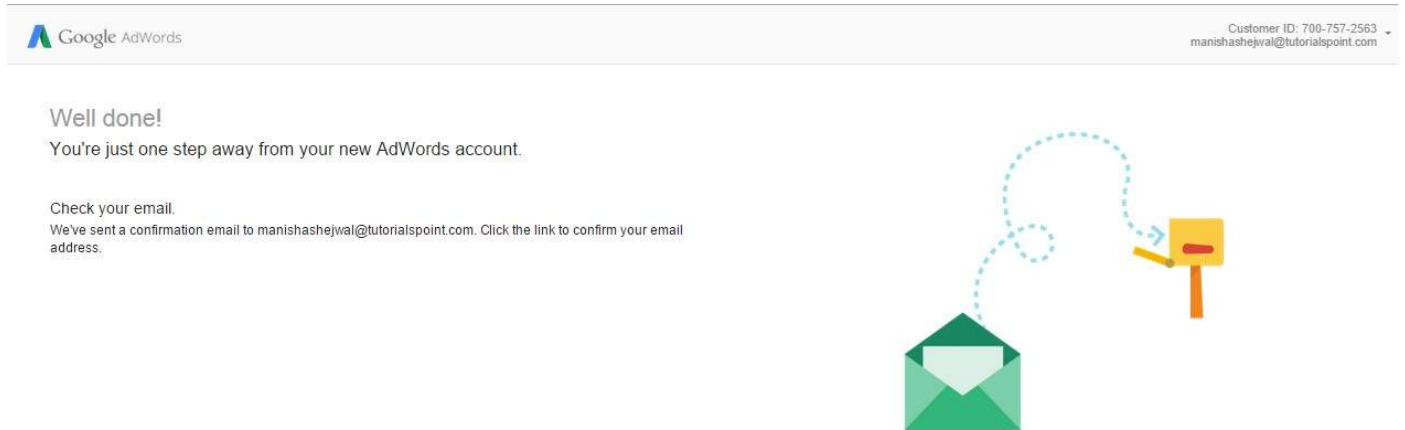 Google AdWords
Customer ID: 700-757-2563
manishashejwal@tutorialspoint.com
Well done!
You're just one step away from your new AdWords account.
Check your email.
We've sent a confirmation email to manishashejwal@tutorialspoint.com. Click the link to confirm your email
address.